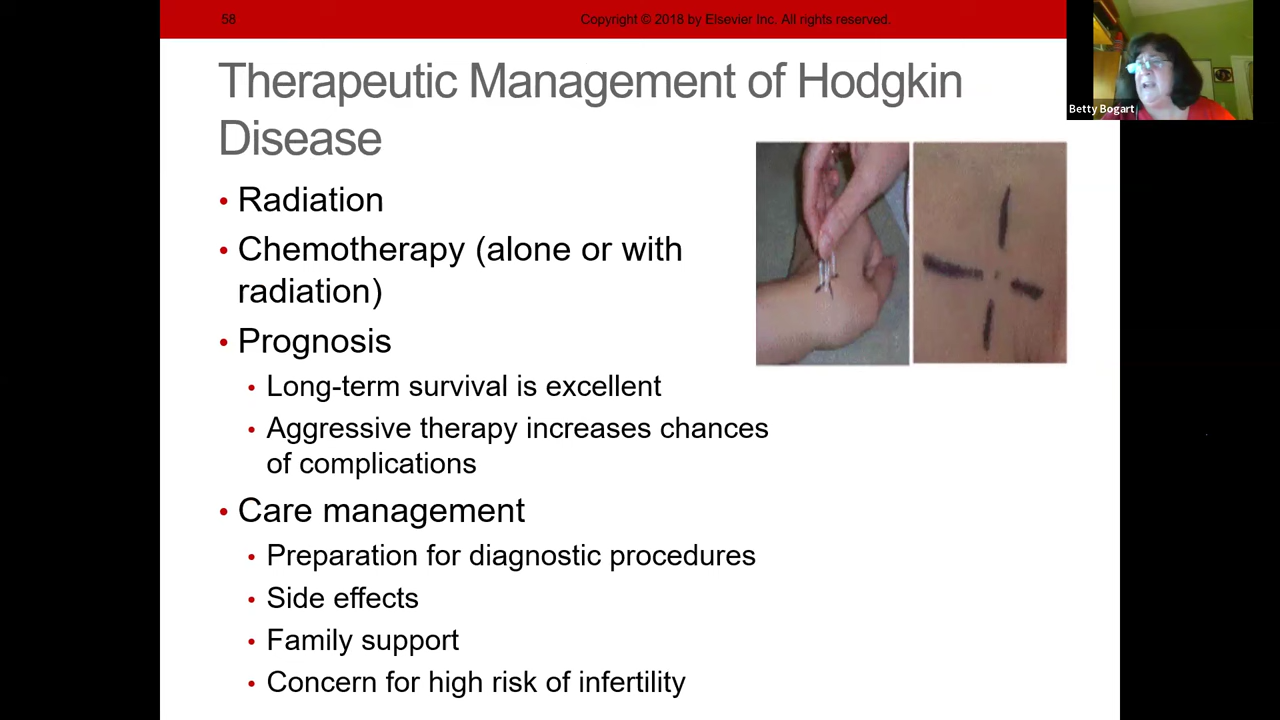 58
Copyright © 2018 by Elsevier Inc. All rights reserved.
Betty Bogart
Therapeutic Management of Hodgkin
Disease
• Radiation
• Chemotherapy (alone or with
radiation)
• Prognosis
• Long-term survival is excellent
• Aggressive therapy increases chances
of complications
• Care management
• Preparation for diagnostic procedures
• Side effects
• Family support
• Concern for high risk of infertility